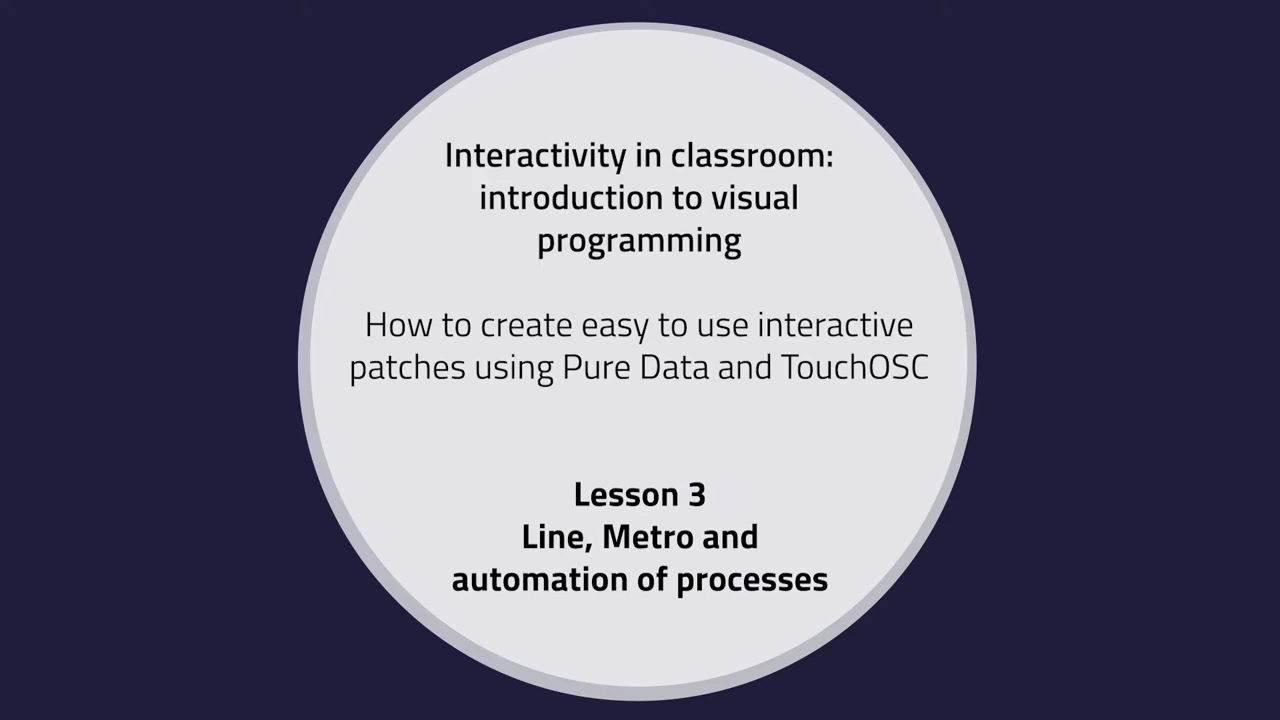 Interactivity in classroom:
introduction to visual
programming
How to create easy to use interactive
patches using Pure Data and TouchOSC
Lesson 3
Line, Metro and
automation of processes